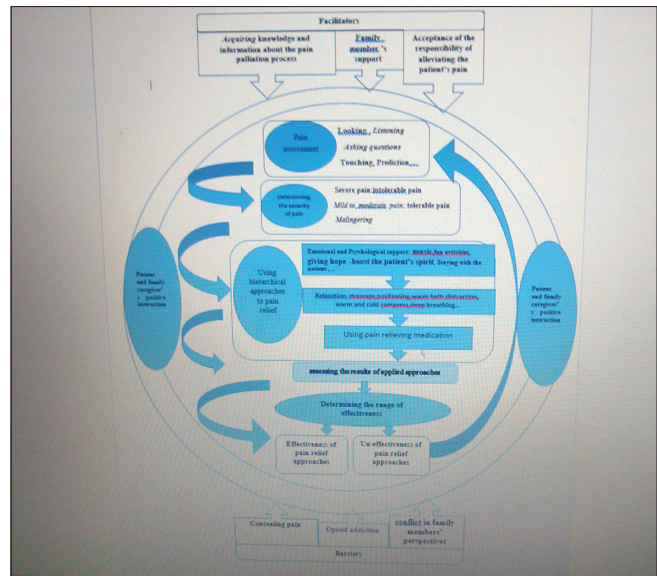 Facilitators
Acquiring knowledge and
information about the pain
palliation process
Family
member 's
support
Acceptance of the
responsibility of
alleviating the
patient's pain
Pain
assessment
Looking , Listening
Asking questions
Touching, Prediction,...
Determining
the severity
of pain
Severe pain:intolerable pain
Mild to moderate pain: tolerable pain
Malingering
Patient
and family
caregiver'
s positive
interaction
Using
hierarchical
approaches
to pain
relief
Emotional and Psychological support: music,fun activities,
giving hope :boost the patient's spirit, Staying with the
patient ,...
Relaxation, massage,positioning,warm bath,distraction,
warm and cold compress,deep breathing...
Using pain relieving medication
Patient
and family
caregiver'
s positive
interaction
assessing the results of applied approaches
Determining the range of
effectiveness
Effectiveness of
pain relief
approaches
Un-effectiveness of
pain relief
approaches
Concealing pain
Opioid addiction
conflict in family
members'
perspectives
Barriers